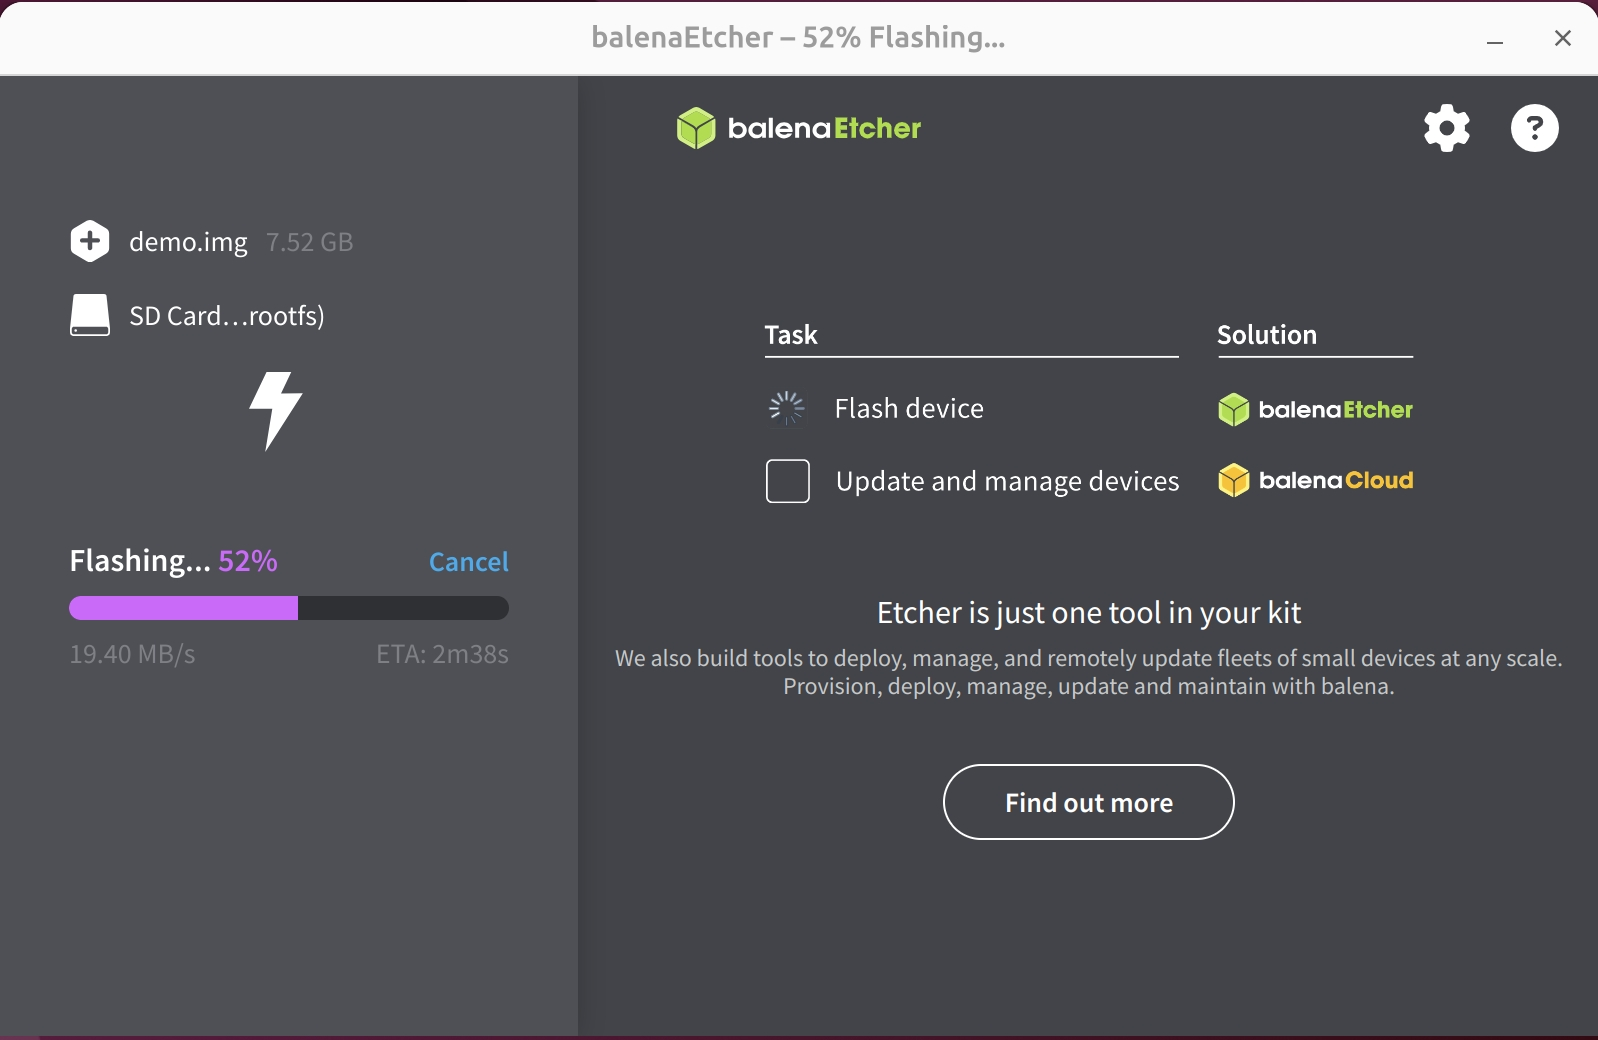 balenaEtcher – 52% Flashing...
balenaEtcher
?
demo.img 7.52 GB
SD Card...rootfs)
Task Solution
Flash device balenaEtcher
Update and manage devices balenaCloud
Flashing... 52% Cancel
19.40 MB/s ETA: 2m38s
Etcher is just one tool in your kit
We also build tools to deploy, manage, and remotely update fleets of small devices at any scale.
Provision, deploy, manage, update and maintain with balena.
Find out more